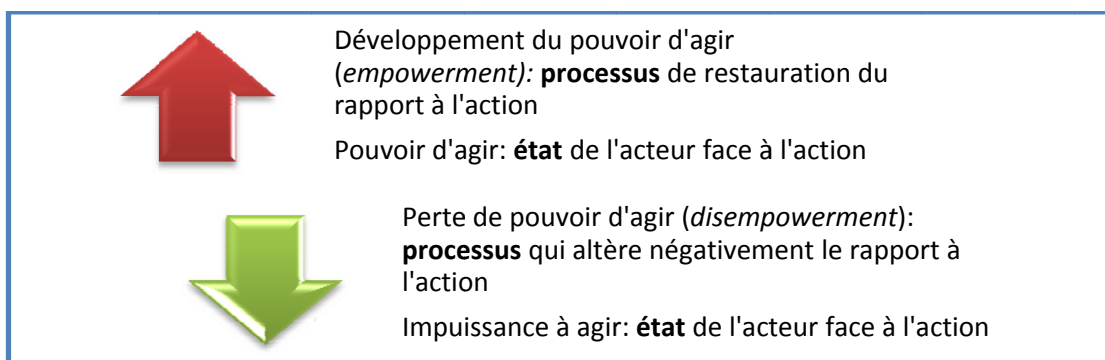 Développement du pouvoir d'agir
(empowerment): processus de restauration du
rapport à l'action
Pouvoir d'agir: état de l'acteur face à l'action
Perte de pouvoir d'agir (disempowerment):
processus qui altère négativement le rapport à
l'action
Impuissance à agir: état de l'acteur face à l'action